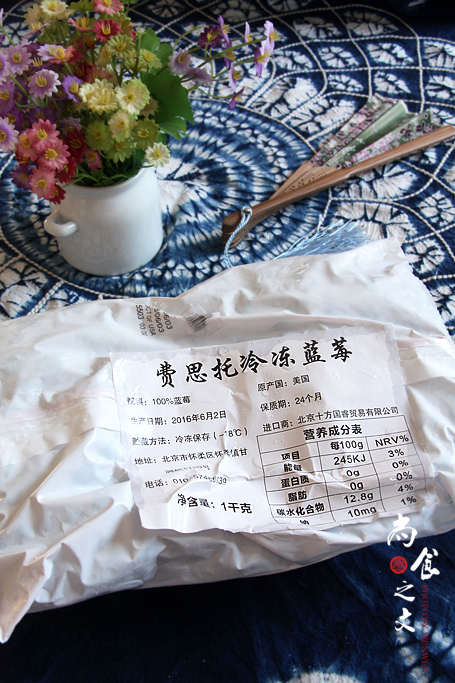 费思托冷冻蓝莓
配料：100%蓝莓
原产国：美国
生产日期：2016年6月2日
保质期：24个月
贮藏方法：冷冻保存（-18℃）
进口商：北京十方国睿贸易有限公司
地址：北京市怀柔区怀
电话：010
净含量：1千克
营养成分表
项目 每100g NRV%
能量 245KJ 3%
蛋白质 0g 0%
脂肪 0g 0%
碳水化合物 12.8g 4%
钠 10mg 1%
尚食之文